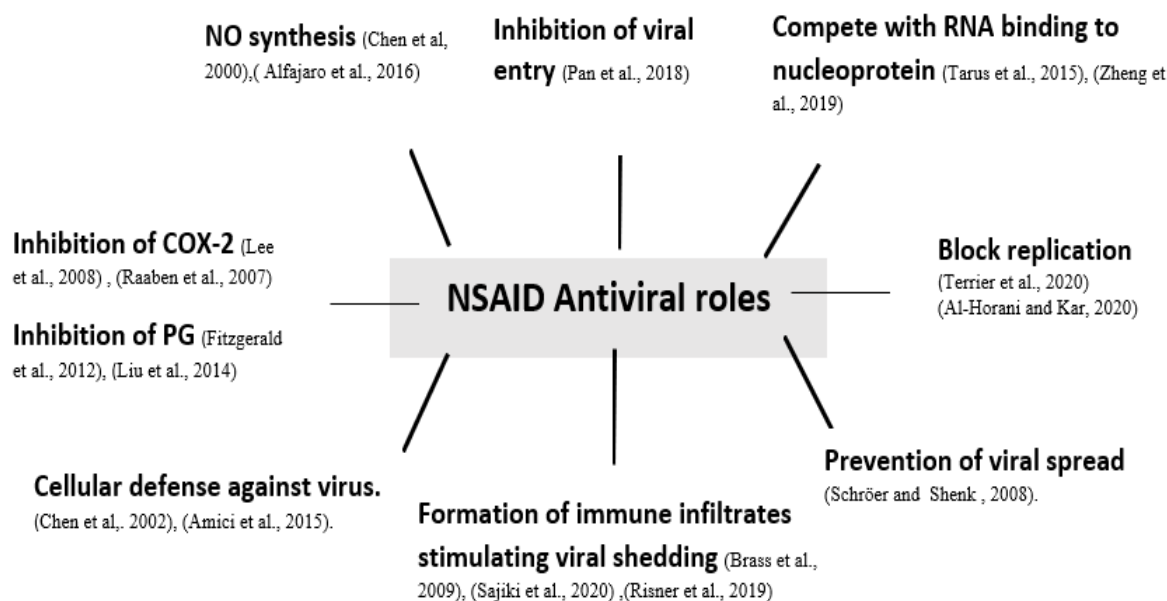 NO synthesis (Chen et al,
2000),( Alfajaro et al., 2016)
Inhibition of viral
entry (Pan et al., 2018)
Compete with RNA binding to
nucleoprotein (Tarus et al., 2015), (Zheng et
al., 2019)
Inhibition of COX-2 (Lee
et al., 2008) , (Raaben et al., 2007)
Inhibition of PG (Fitzgerald
et al., 2012), (Liu et al., 2014)
NSAID Antiviral roles
Block replication
(Terrier et al., 2020)
(Al-Horani and Kar, 2020)
Cellular defense against virus.
(Chen et al,. 2002), (Amici et al., 2015).
Formation of immune infiltrates
stimulating viral shedding (Brass et al.,
2009), (Sajiki et al., 2020) ,(Risner et al., 2019)
Prevention of viral spread
(Schröer and Shenk , 2008).